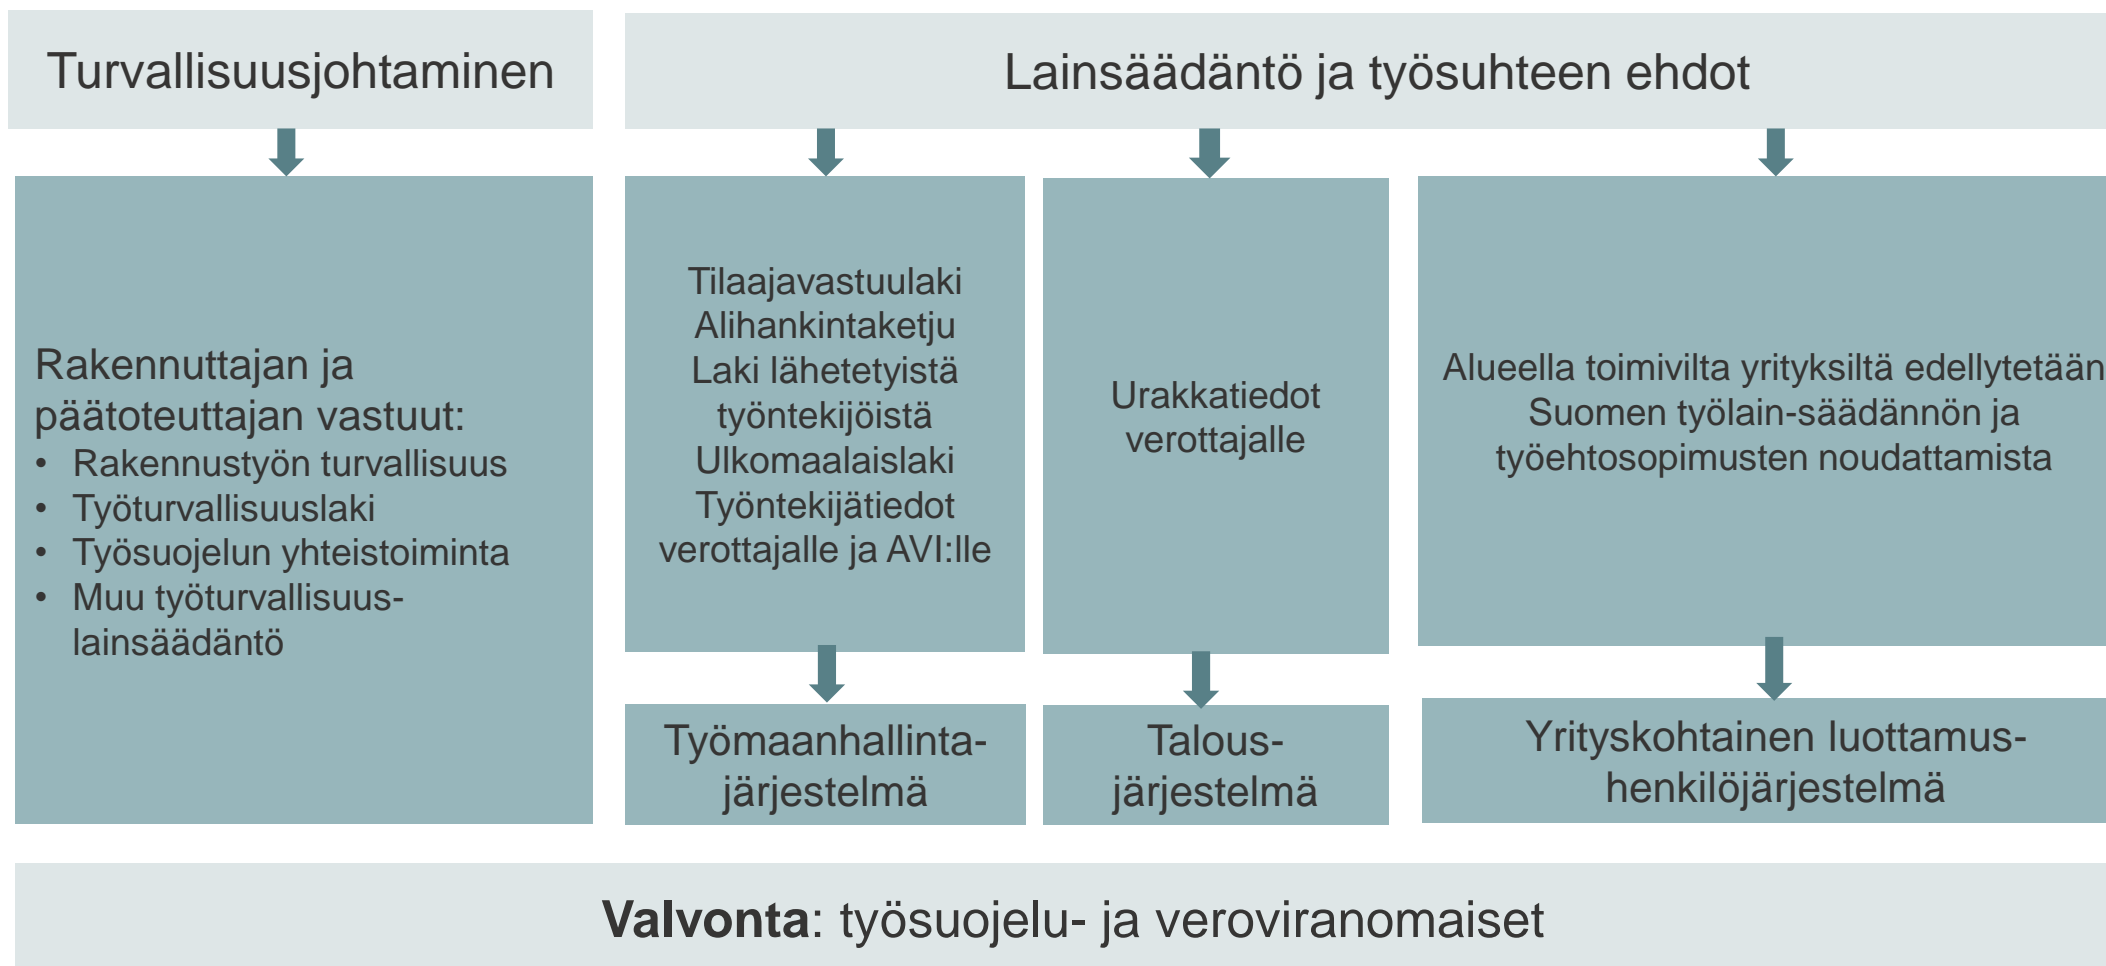 Turvallisuusjohtaminen
Lainsäädäntö ja työsuhteen ehdot
Rakennuttajan ja
päätoteuttajan vastuut:
• Rakennustyön turvallisuus
• Työturvallisuuslaki
• Työsuojelun yhteistoiminta
• Muu työturvallisuus-
lainsäädäntö
Tilaajavastuulaki
Alihankintaketju
Laki lähetetyistä
työntekijöistä
Ulkomaalaislaki
Työntekijätiedot
verottajalle ja AVI:lle
Työmaanhallinta-
järjestelmä
Urakkatiedot
verottajalle
Talous-
järjestelmä
Alueella toimivilta yrityksiltä edellytetään
Suomen työlain-säädännön ja
työehtosopimusten noudattamista
Yrityskohtainen luottamus-
henkilöjärjestelmä
Valvonta: työsuojelu- ja veroviranomaiset